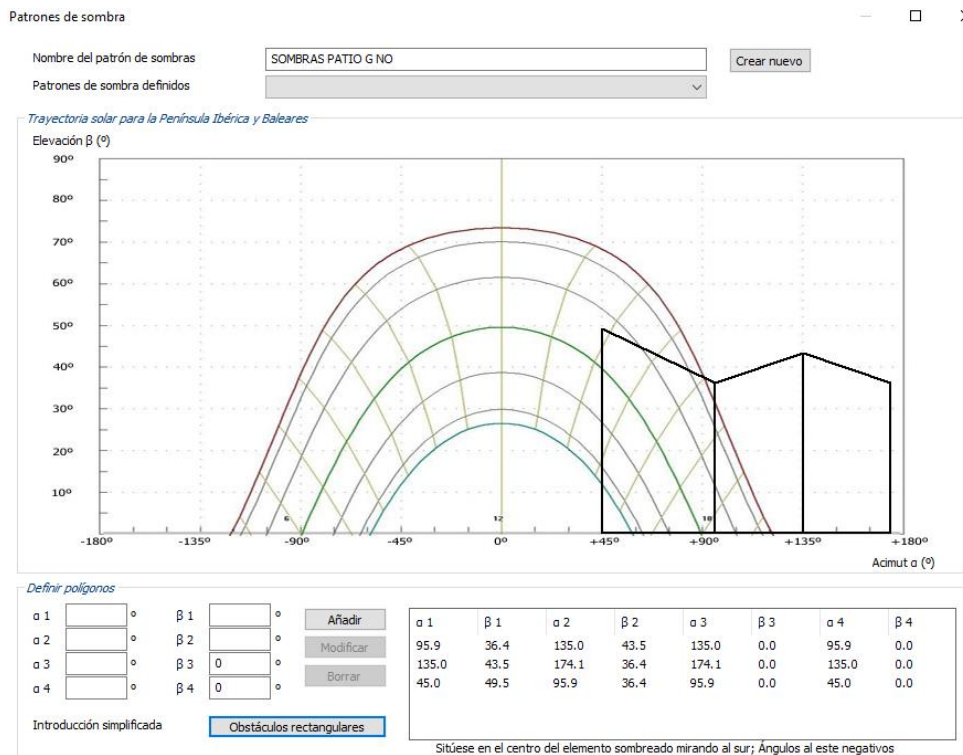 Patrones de sombra
Nombre del patrón de sombras SOMBRAS PATIO G NO Crear nuevo
Patrones de sombra definidos
Trayectoria solar para la Península Ibérica y Baleares
Elevación β (º)
90º
80º
70º
60º
50º
40º
30º
20º
10º
6 12 18
-180º -135º -90º -45º 0º +45º +90º +135º +180º
Acimut α (º)
Definir polígonos
α 1 º β 1 º Añadir
α 2 º β 2 º Modificar
α 3 º β 3 0 º Borrar
α 4 º β 4 0 º
α 1 β 1 α 2 β 2 α 3 β 3 α 4 β 4
95.9 36.4 135.0 43.5 135.0 0.0 95.9 0.0
135.0 43.5 174.1 36.4 174.1 0.0 135.0 0.0
45.0 49.5 95.9 36.4 95.9 0.0 45.0 0.0
Introducción simplificada Obstáculos rectangulares
Sitúese en el centro del elemento sombreado mirando al sur; Ángulos al este negativos